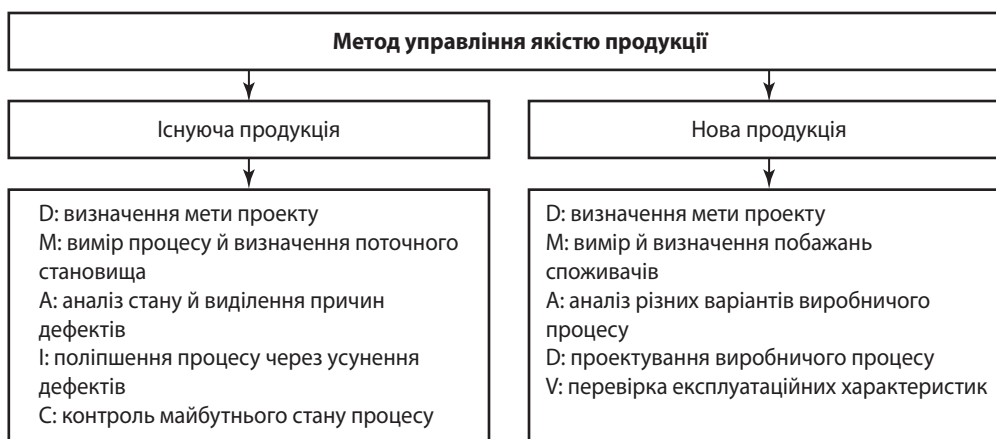 Метод управління якістю продукції
Існуюча продукція
Нова продукція
D: визначення мети проекту
M: вимір процесу й визначення поточного
становища
A: аналіз стану й виділення причин
дефектів
I: поліпшення процесу через усунення
дефектів
C: контроль майбутнього стану процесу
D: визначення мети проекту
M: вимір й визначення побажань
споживачів
A: аналіз різних варіантів виробничого
процесу
D: проектування виробничого процесу
V: перевірка експлуатаційних характеристик